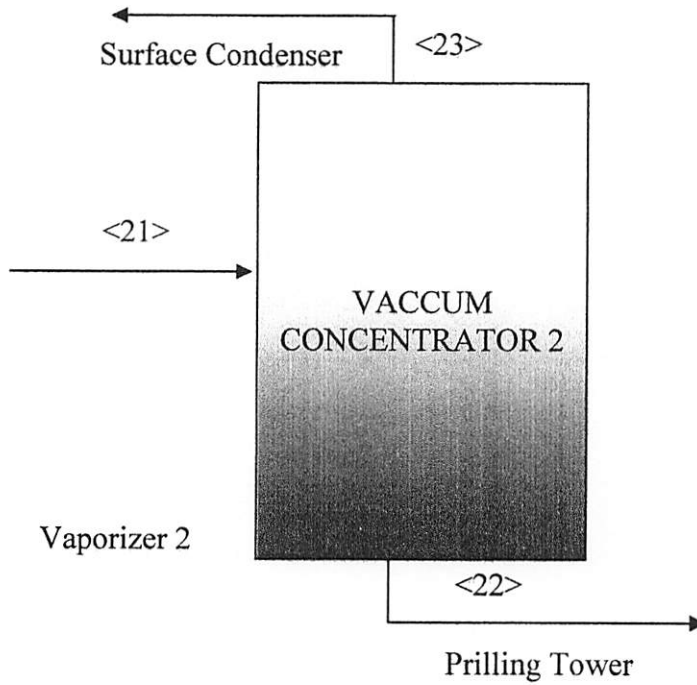 <23>
Surface Condenser
<21>
VACCUM
CONCENTRATOR 2
Vaporizer 2
<22>
Prilling Tower